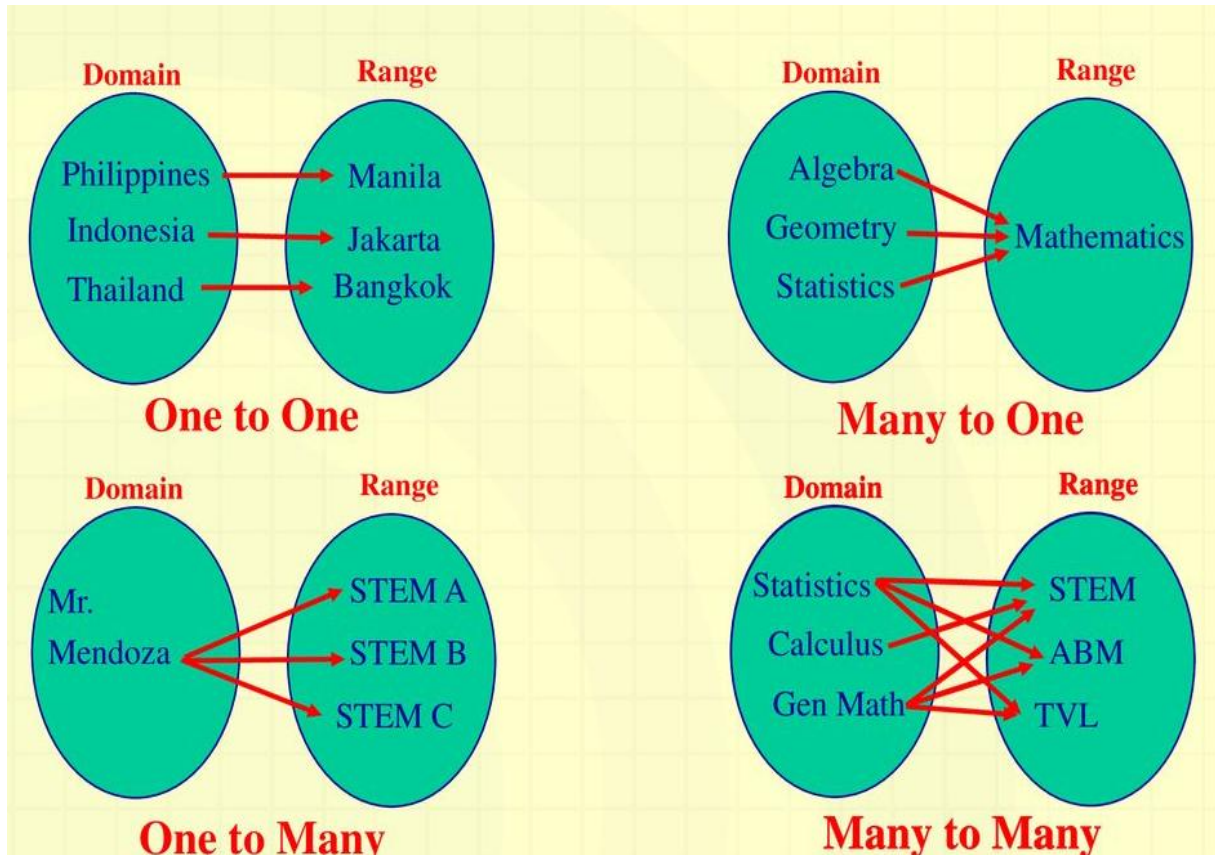 Domain
Range
Philippines
Manila
Indonesia
Jakarta
Thailand
Bangkok
One to One
Domain
Range
Algebra
Geometry
Mathematics
Statistics
Many to One
Domain
Range
Mr.
Mendoza
STEM A
STEM B
STEM C
One to Many
Domain
Range
Statistics
STEM
Calculus
ABM
Gen Math
TVL
Many to Many